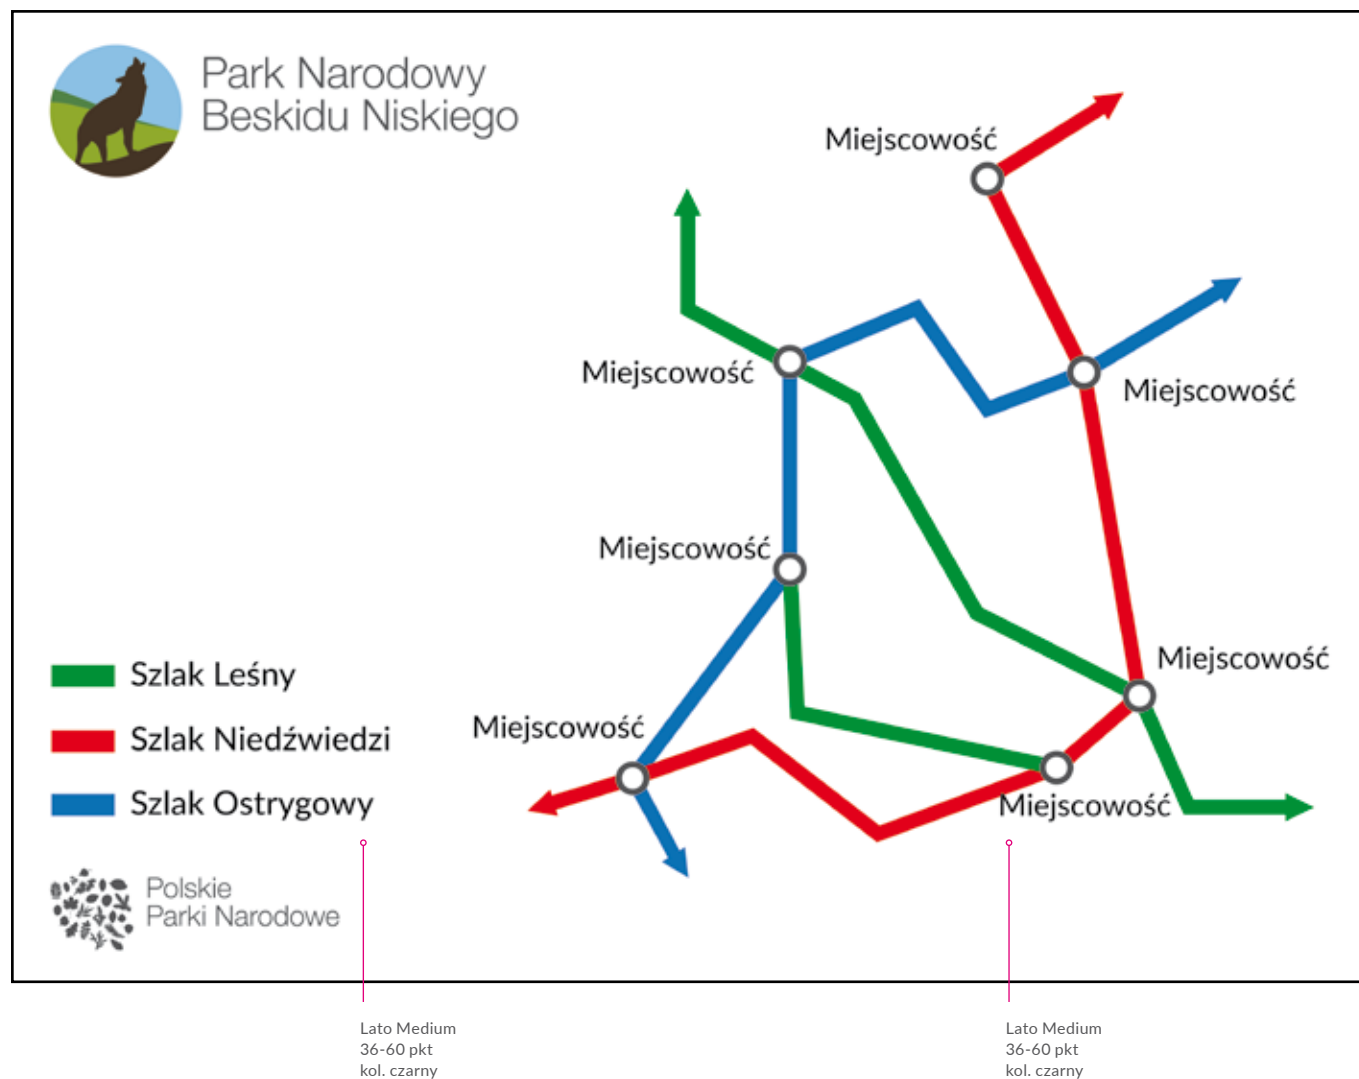 Park Narodowy
Beskidu Niskiego
Miejscowość
Miejscowość
Miejscowość
Miejscowość
Miejscowość
Szlak Leśny
Szlak Niedźwiedzi
Miejscowość
Szlak Ostrygowy
Miejscowość
Polskie
Parki Narodowe
Lato Medium
36-60 pkt
kol. czarny
Lato Medium
36-60 pkt
kol. czarny